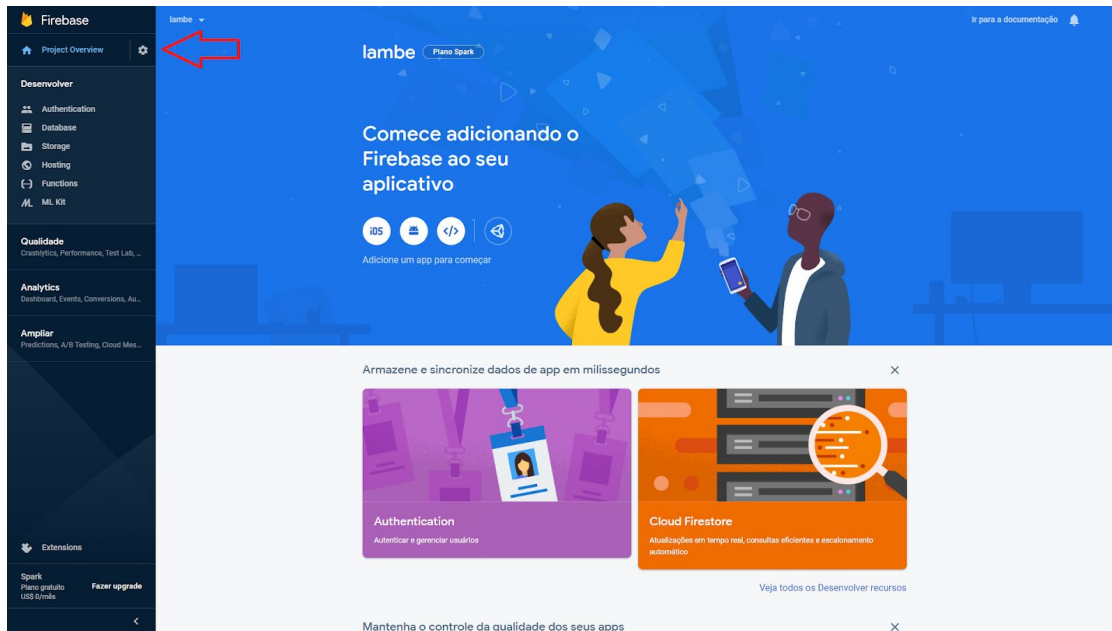 Firebase
Project Overview
Desenvolver
Authentication
Database
Storage
Hosting
Functions
ML Kit
Qualidade
Crashlytics, Performance, Test Lab, ...
Analytics
Dashboard, Events, Conversions, Au...
Ampliar
Predictions, A/B Testing, Cloud Mes...
Extensions
Spark
Plano gratuito
US$ 0/mês
Fazer upgrade
lambe
Ir para a documentação
lambe Plano Spark
Comece adicionando o
Firebase ao seu
aplicativo
iOS </>
Adicione um app para começar
Armazene e sincronize dados de app em milissegundos
Authentication
Autenticar e gerenciar usuários
Cloud Firestore
Atualizações em tempo real, consultas eficientes e escalonamento
automático
Veja todos os Desenvolver recursos
Mantenha o controle da qualidade dos seus apps